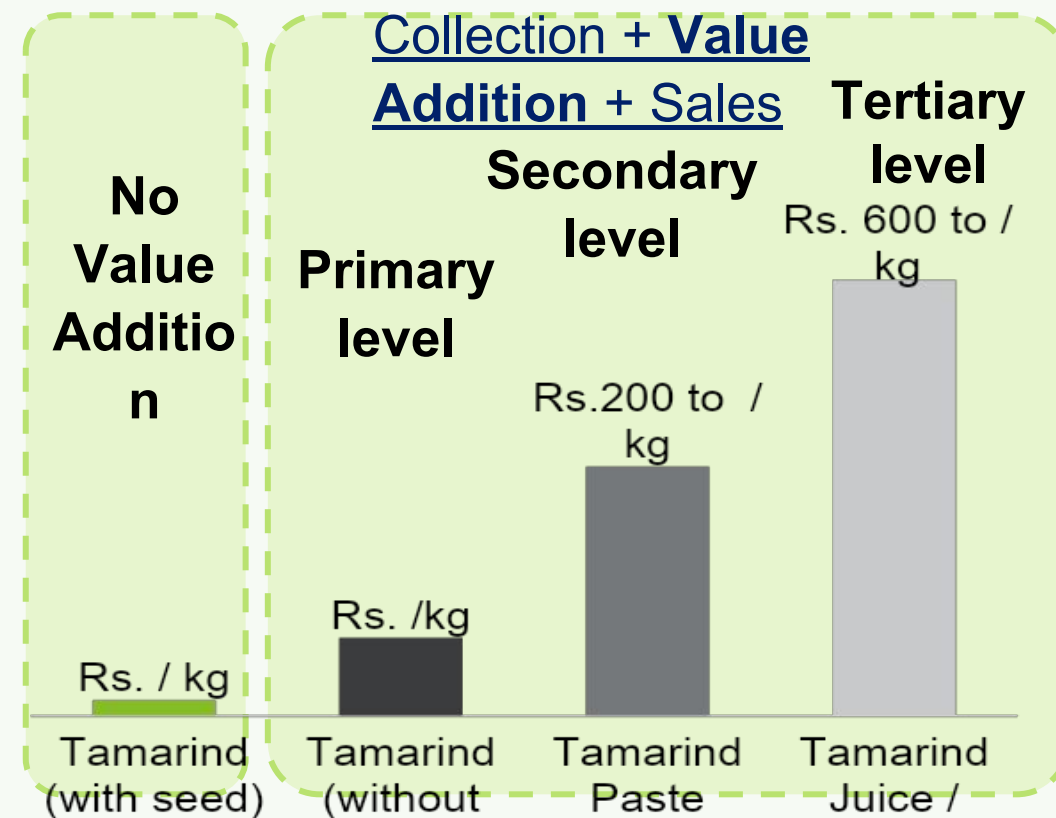 Collection + Value
Addition + Sales
No
Value
Additio
n
Primary
level
Secondary
level
Tertiary
level
Rs. / kg
Rs. /kg
Rs.200 to /
kg
Rs. 600 to /
kg
Tamarind
(with seed)
Tamarind
(without
Tamarind
Paste
Tamarind
Juice /